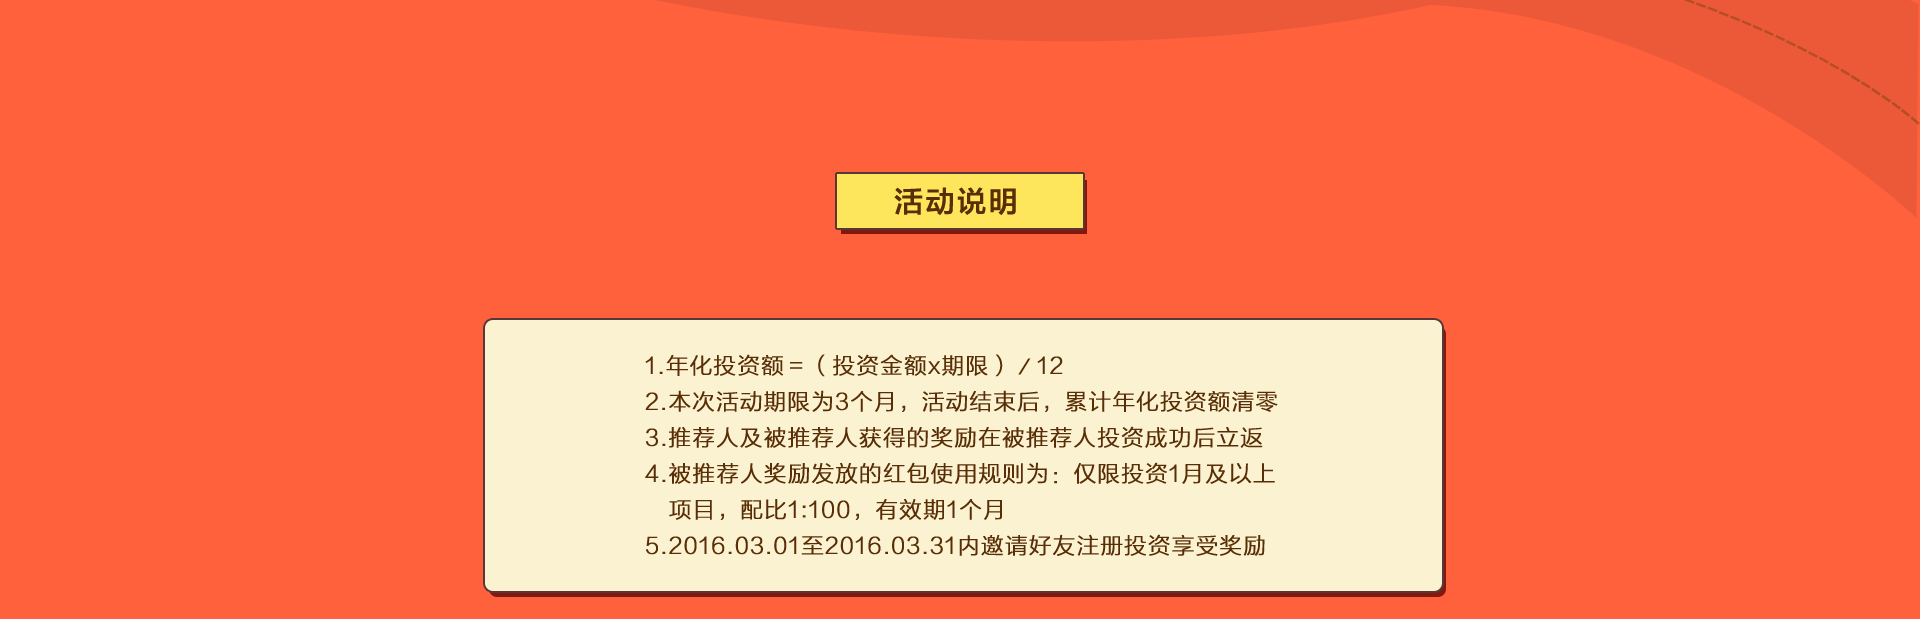 活动说明
1.年化投资额=（投资金额x期限）/12
2.本次活动期限为3个月，活动结束后，累计年化投资额清零
3.推荐人及被推荐人获得的奖励在被推荐人投资成功后立返
4.被推荐人奖励发放的红包使用规则为：仅限投资1月及以上
项目，配比1:100，有效期1个月
5.2016.03.01至2016.03.31内邀请好友注册投资享受奖励